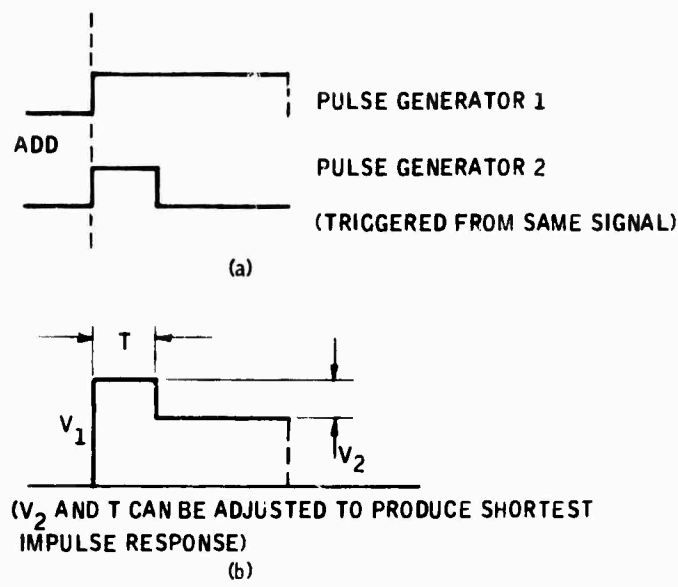 PULSE GENERATOR 1
ADD
PULSE GENERATOR 2
(TRIGGERED FROM SAME SIGNAL)
(a)
T
V1
V2
(V2 AND T CAN BE ADJUSTED TO PRODUCE SHORTEST
IMPULSE RESPONSE)
(b)